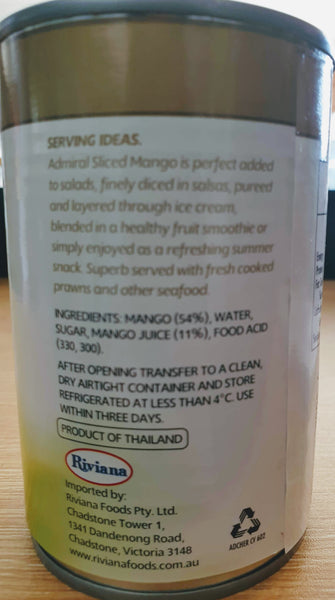 SERVING IDEAS.
Admiral Sliced Mango is perfect added
to salads, finely diced in salsas, pureed
and layered through ice cream,
blended in a healthy fruit smoothie or
simply enjoyed as a refreshing summer
snack. Superb served with fresh cooked
prawns and other seafood.
INGREDIENTS: MANGO (54%), WATER,
SUGAR, MANGO JUICE (11%), FOOD ACID
(330, 300).
AFTER OPENING TRANSFER TO A CLEAN,
DRY AIRTIGHT CONTAINER AND STORE
REFRIGERATED AT LESS THAN 4°C. USE
WITHIN THREE DAYS.
PRODUCT OF THAILAND
Riviana
Imported by:
Riviana Foods Pty. Ltd.
Chadstone Tower 1,
1341 Dandenong Road,
Chadstone, Victoria 3148
www.rivianafoods.com.au
ADCHER CF 602